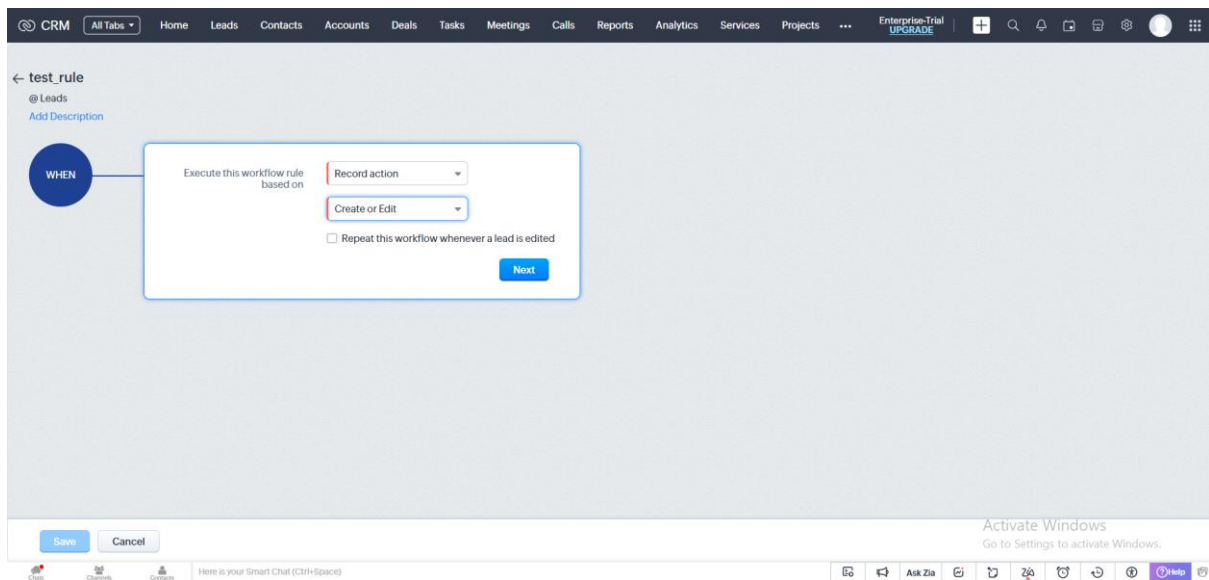 CRM All Tabs Home Leads Contacts Accounts Deals Tasks Meetings Calls Reports Analytics Services Projects ... Enterprise-Trial
UPGRADE
test_rule
@ Leads
Add Description
WHEN
Execute this workflow rule
based on
Record action
Create or Edit
Repeat this workflow whenever a lead is edited
Next
Activate Windows
Go to Settings to activate Windows.
Save Cancel
Chats Channels Contacts Here is your Smart Chat (Ctrl+Space) Ask Zia Help